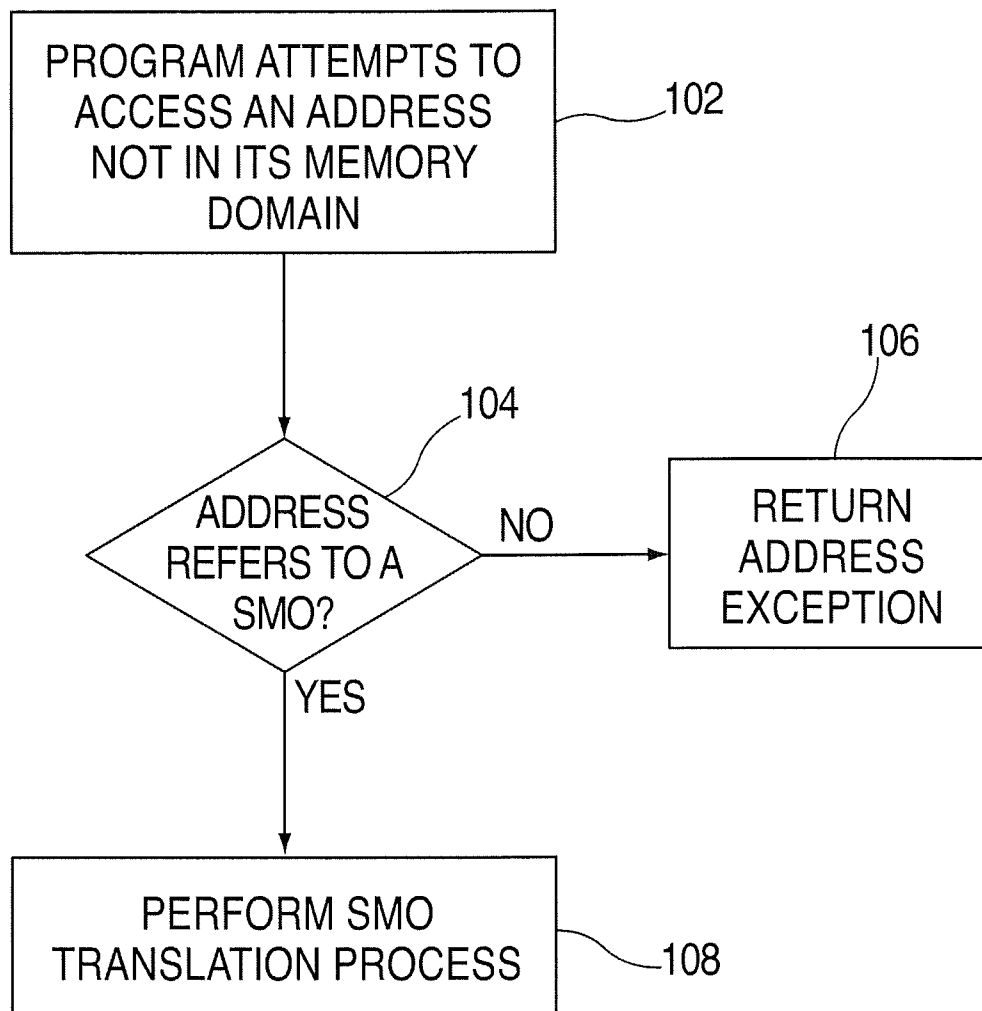 PROGRAM ATTEMPTS TO
ACCESS AN ADDRESS
NOT IN ITS MEMORY
DOMAIN
102
106
104
ADDRESS
REFERS TO A
SMO?
NO
RETURN
ADDRESS
EXCEPTION
YES
PERFORM SMO
TRANSLATION PROCESS
108